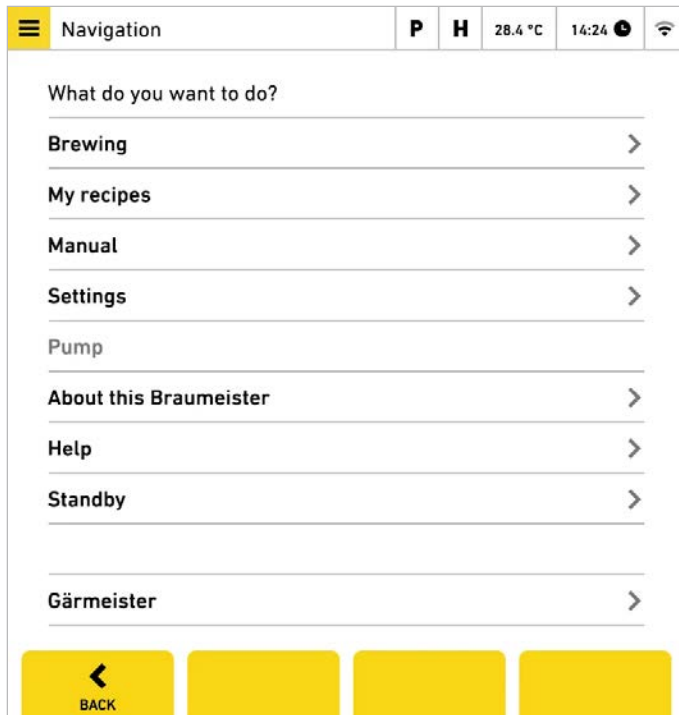 Navigation P H 28.4 °C 14:24
What do you want to do?
Brewing
My recipes
Manual
Settings
Pump
About this Braumeister
Help
Standby
Gärmeister
BACK